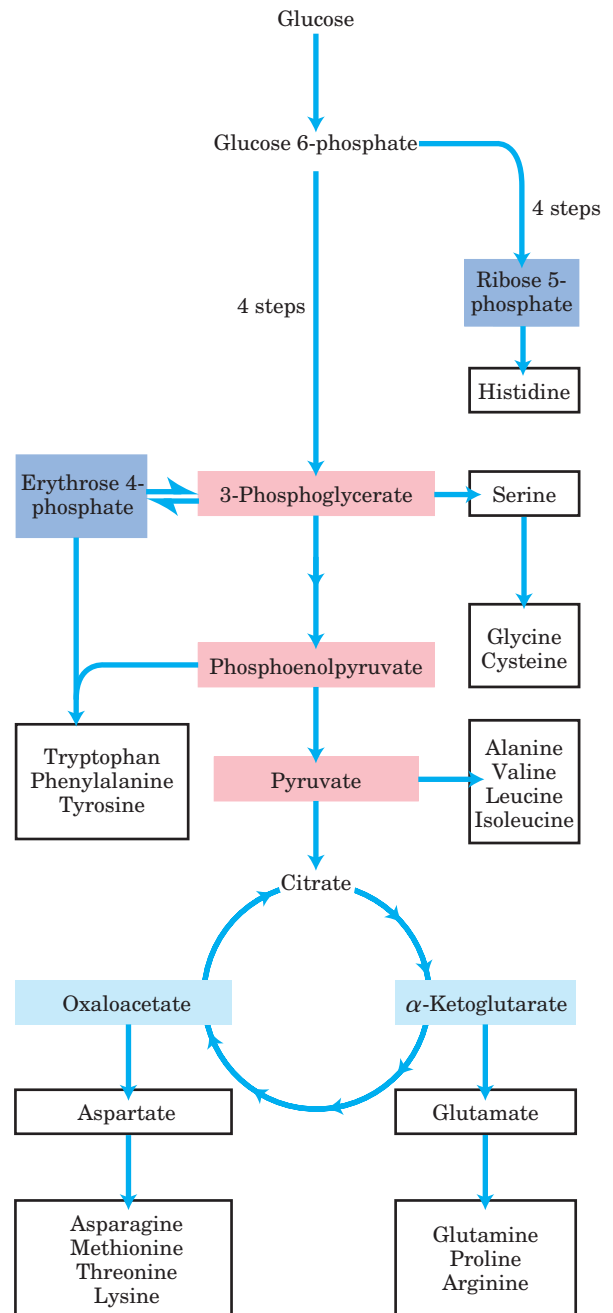 Glucose
Glucose 6-phosphate
4 steps
Ribose 5-
phosphate
4 steps
Histidine
Erythrose 4-
phosphate
3-Phosphoglycerate
Serine
Glycine
Cysteine
Phosphoenolpyruvate
Tryptophan
Phenylalanine
Tyrosine
Pyruvate
Alanine
Valine
Leucine
Isoleucine
Citrate
Oxaloacetate
α-Ketoglutarate
Aspartate
Glutamate
Asparagine
Methionine
Threonine
Lysine
Glutamine
Proline
Arginine